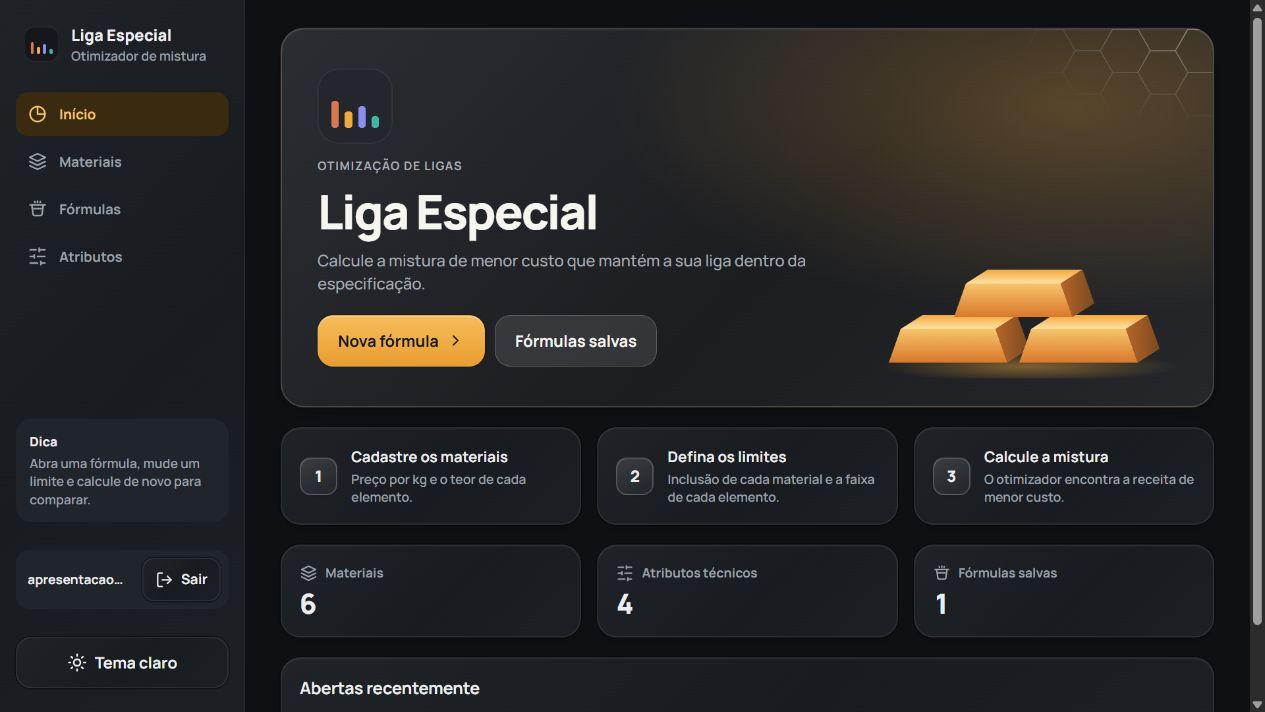 Liga Especial
Otimizador de mistura
Início
Materiais
Fórmulas
Atributos
Dica
Abra uma fórmula, mude um
limite e calcule de novo para
comparar.
apresentacao...
Sair
Tema claro
OTIMIZAÇÃO DE LIGAS
Liga Especial
Calcule a mistura de menor custo que mantém a sua liga dentro da
especificação.
Nova fórmula
Fórmulas salvas
1
Cadastre os materiais
Preço por kg e o teor de cada
elemento.
2
Defina os limites
Inclusão de cada material e a faixa
de cada elemento.
3
Calcule a mistura
O otimizador encontra a receita de
menor custo.
Materiais
6
Atributos técnicos
4
Fórmulas salvas
1
Abertas recentemente